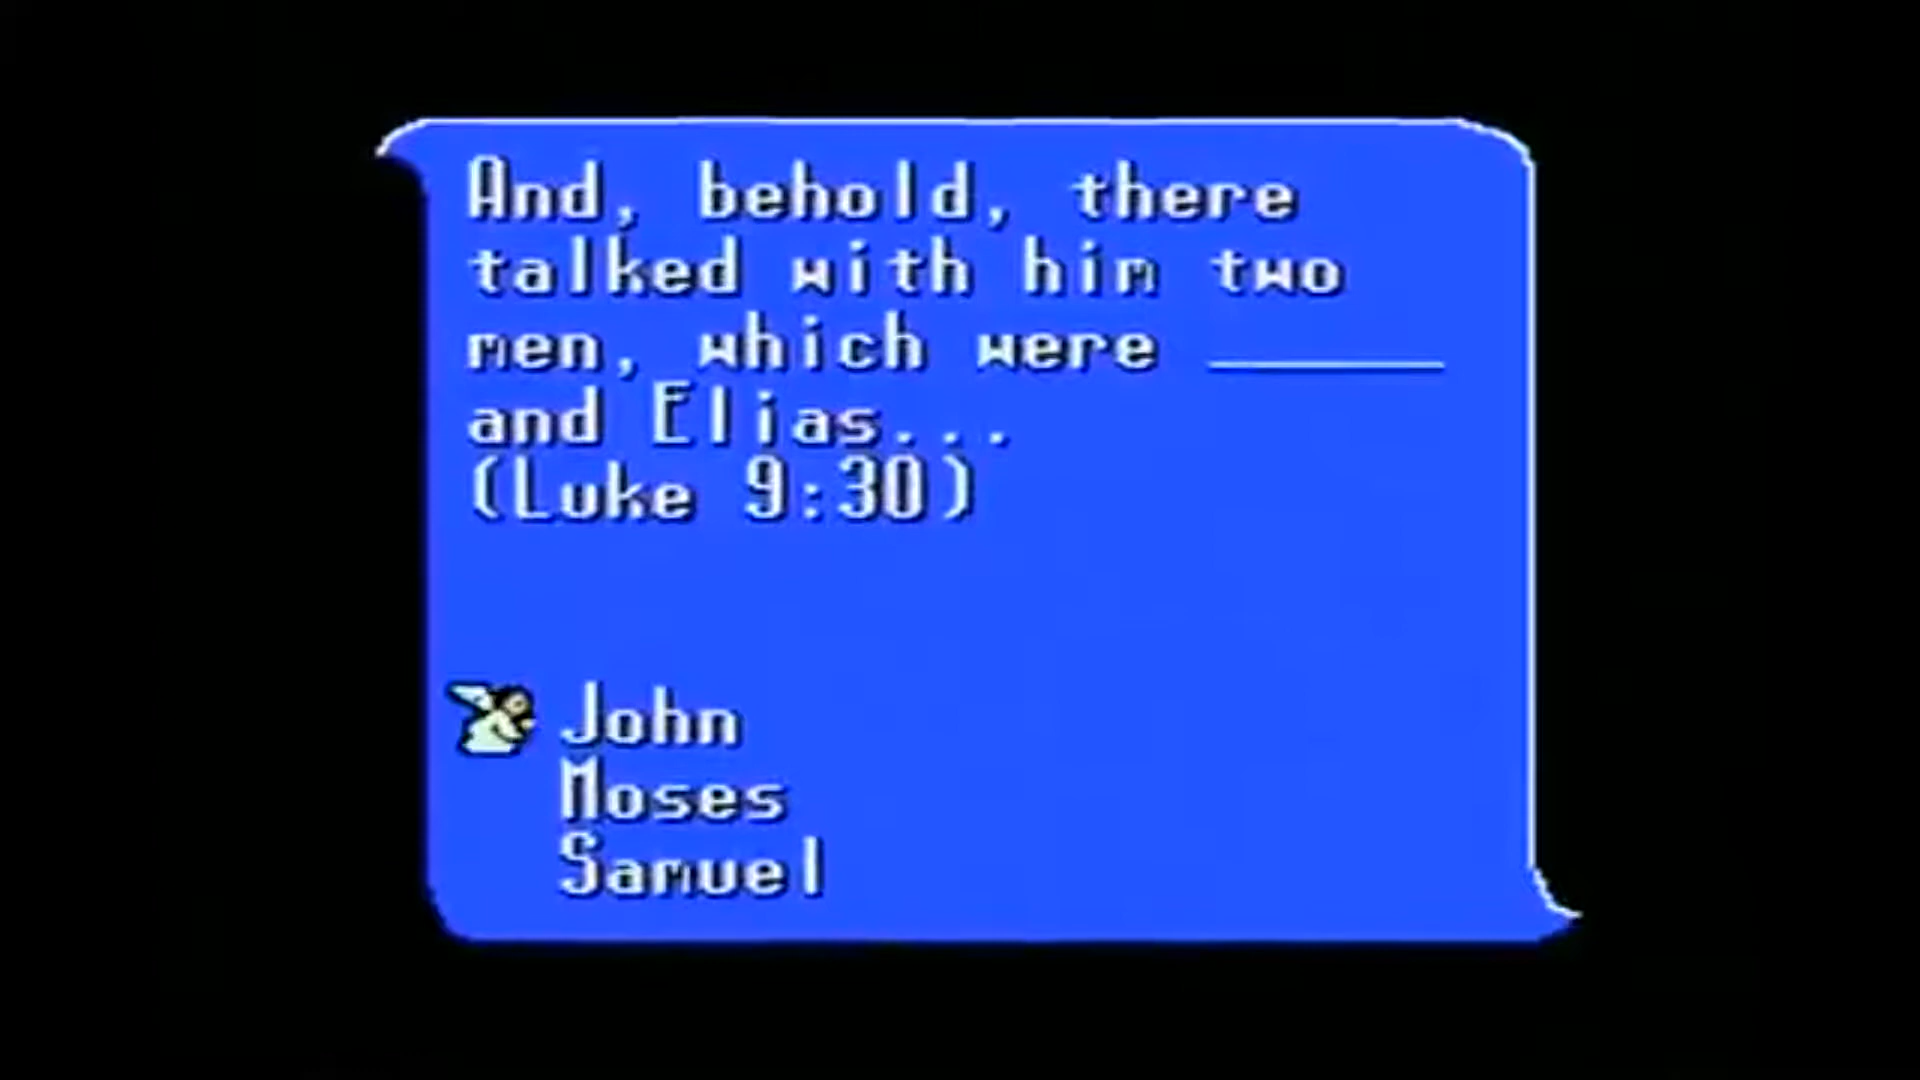 And, behold, there
talked with him two
men, which were ______
and Elias...
(Luke 9:30)
John
Moses
Samuel